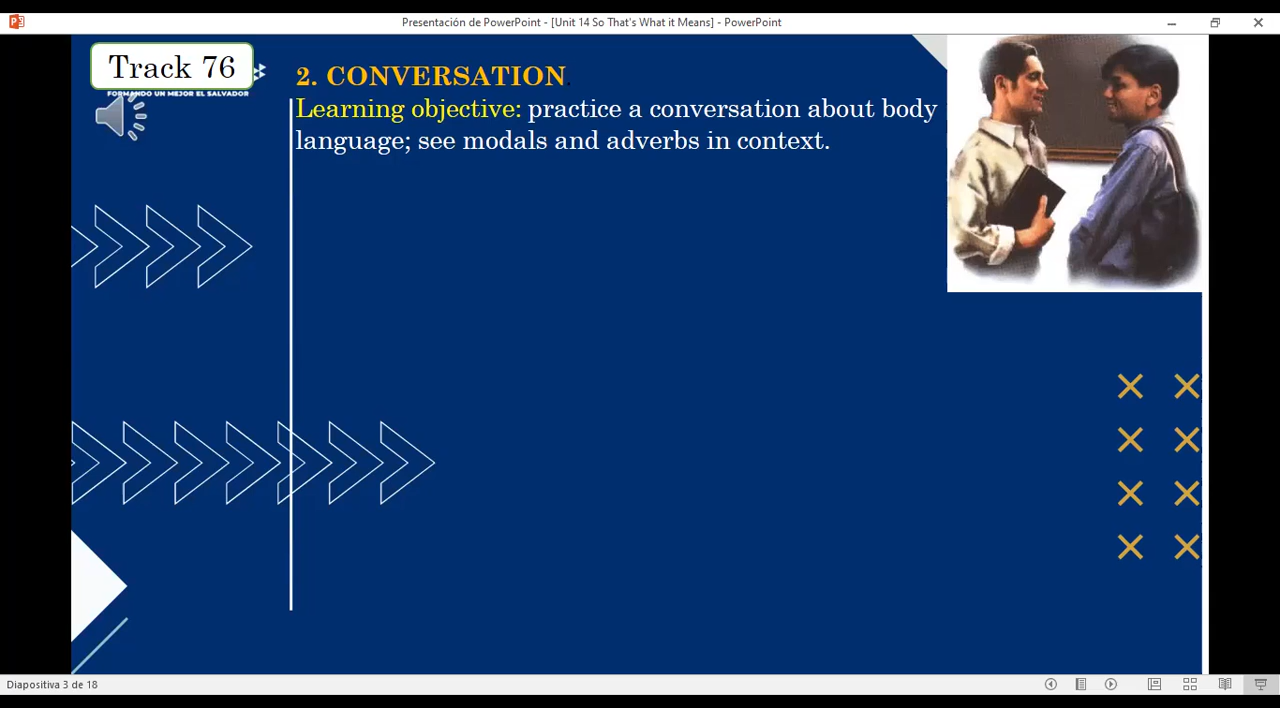 Presentación de PowerPoint - [Unit 14 So That's What it Means] - PowerPoint
Track 76
FORMANDO UN MEJOR EL SALVADOR
2. CONVERSATION.
Learning objective: practice a conversation about body
language; see modals and adverbs in context.
Diapositiva 3 de 18